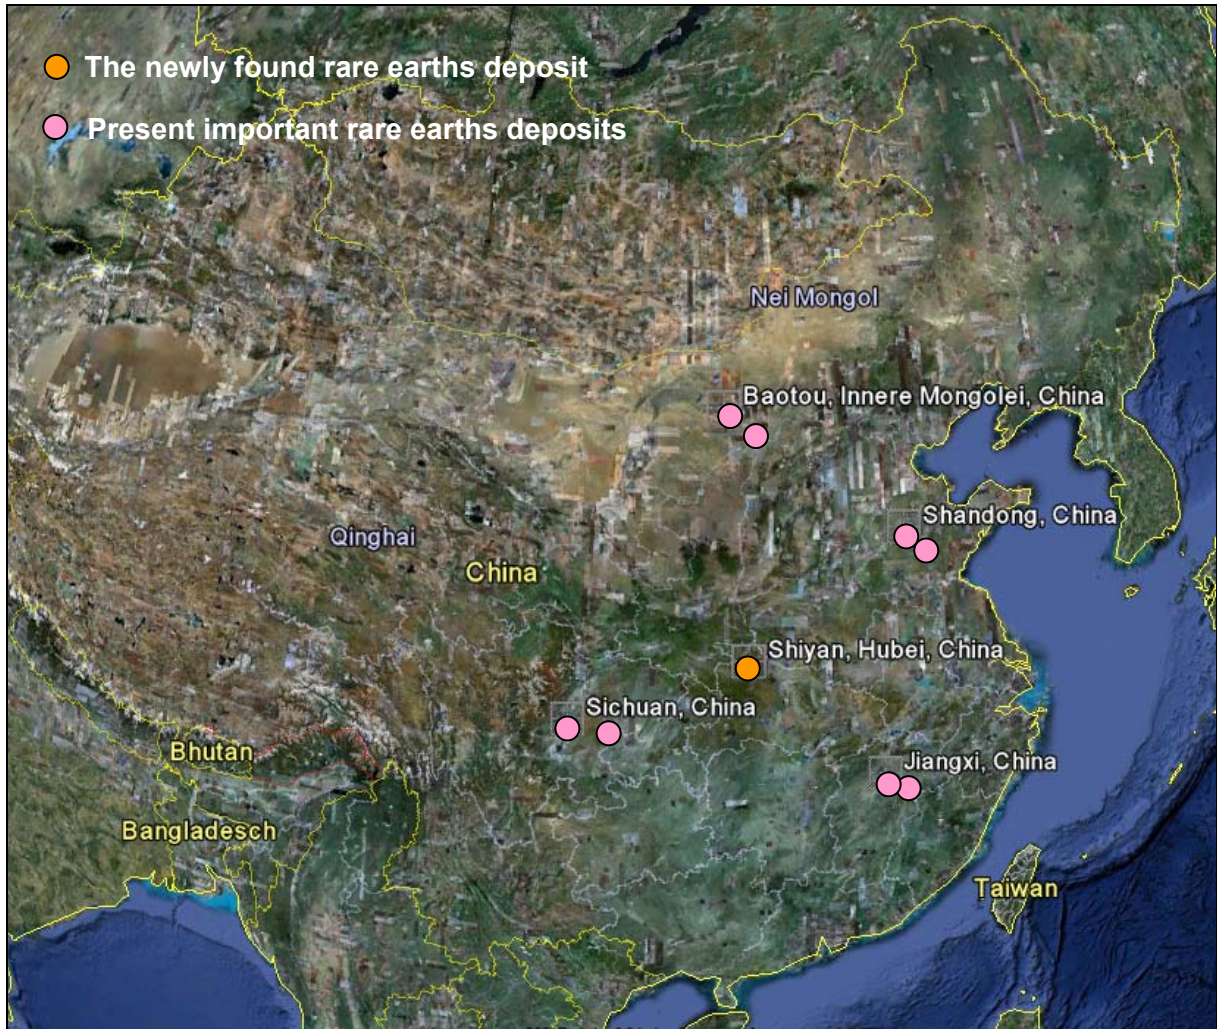 The newly found rare earths deposit
Present important rare earths deposits
Nei Mongol
Baotou, Innere Mongolei, China
Shandong, China
Qinghai
China
Shiyan, Hubei, China
Sichuan, China
Bhutan
Jiangxi, China
Bangladesch
Taiwan